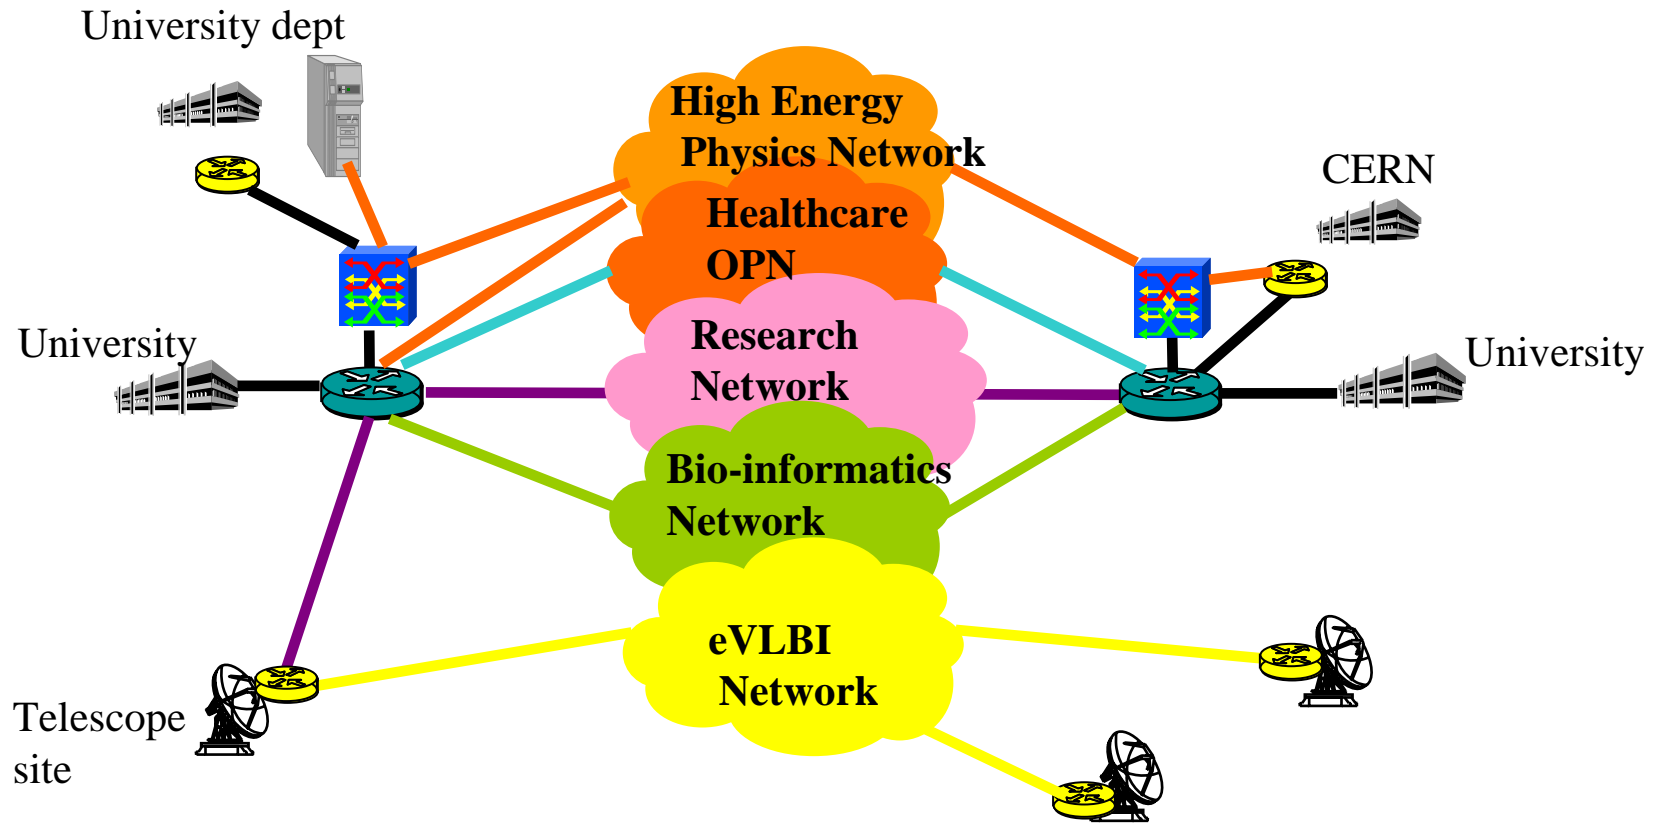 University dept
High Energy
Physics Network
CERN
Healthcare
OPN
University
Research
Network
University
Bio-informatics
Network
eVLBI
Network
Telescope
site